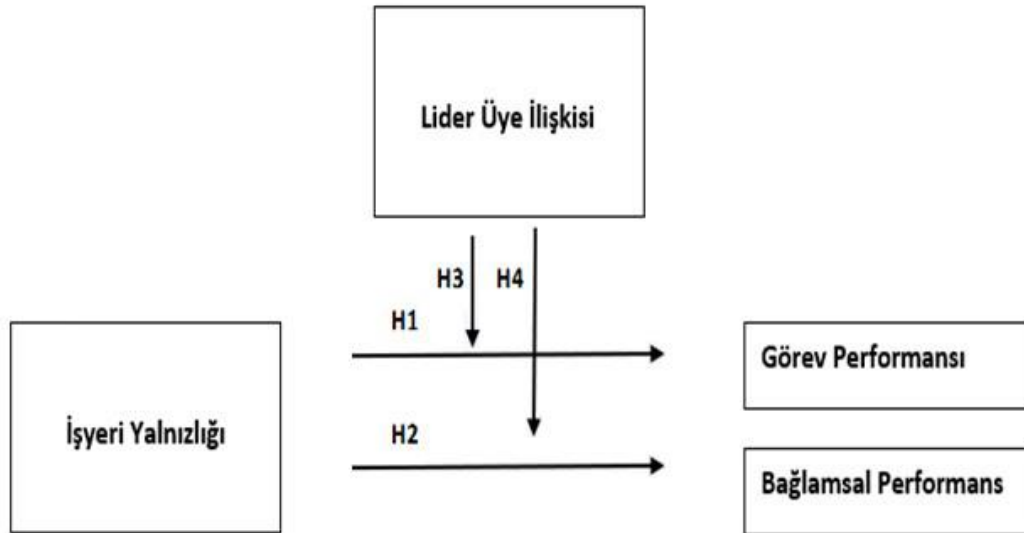 Lider Üye İlişkisi
H3
H4
H1
Görev Performansı
İşyeri Yalnızlığı
H2
Bağlamsal Performans